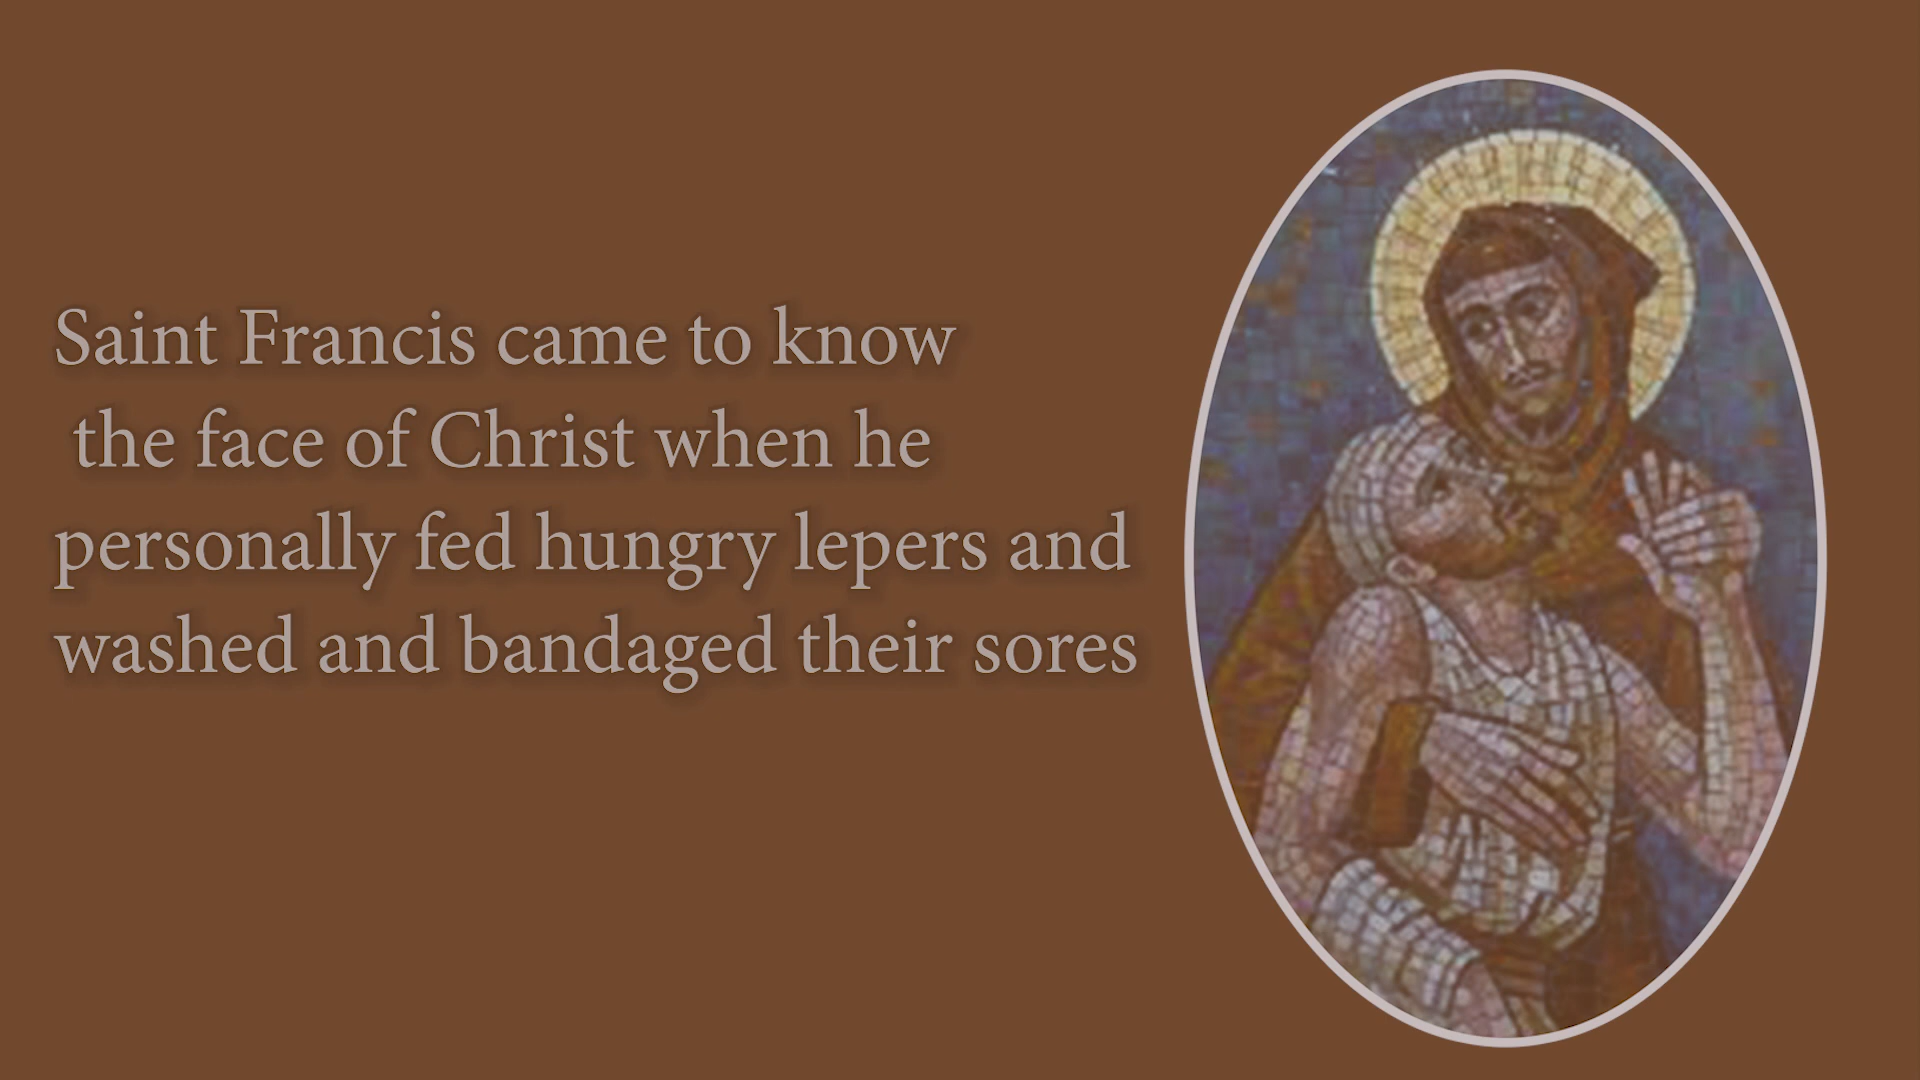 Saint Francis came to know
the face of Christ when he
personally fed hungry lepers and
washed and bandaged their sores